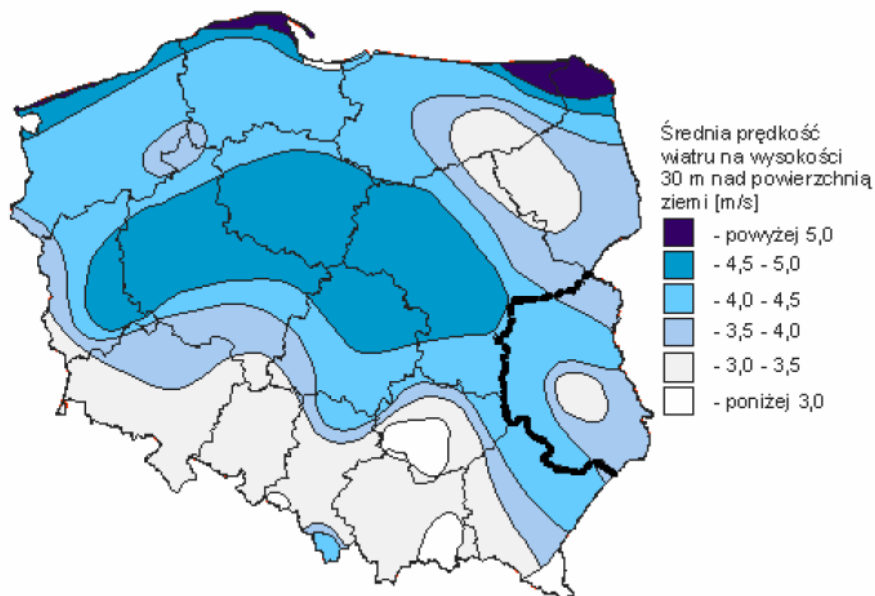 Średnia prędkość
wiatru na wysokości
30 m nad powierzchnią
ziemi [m/s]
- powyżej 5,0
- 4,5 - 5,0
- 4,0 - 4,5
- 3,5 - 4,0
- 3,0 - 3,5
- poniżej 3,0